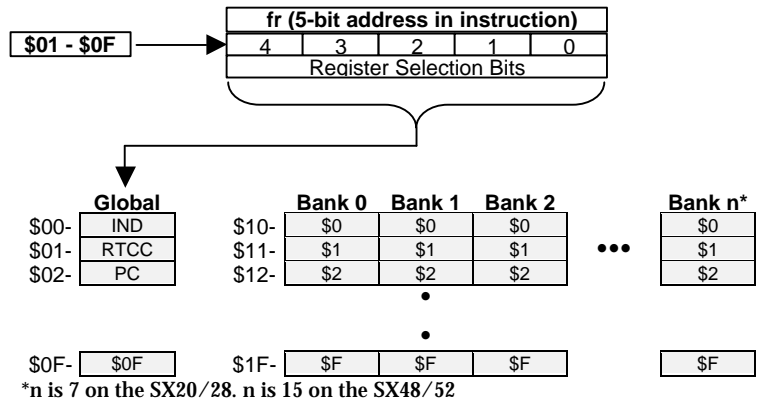 fr (5-bit address in instruction)
$01 - $0F
4 3 2 1 0
Register Selection Bits
Global Bank 0 Bank 1 Bank 2 Bank n*
$00- IND $10- $0 $0 $0 $0
$01- RTCC $11- $1 $1 $1 ••• $1
$02- PC $12- $2 $2 $2 $2
•
•
$0F- $0F $1F- $F $F $F $F
*n is 7 on the SX20/28. n is 15 on the SX48/52